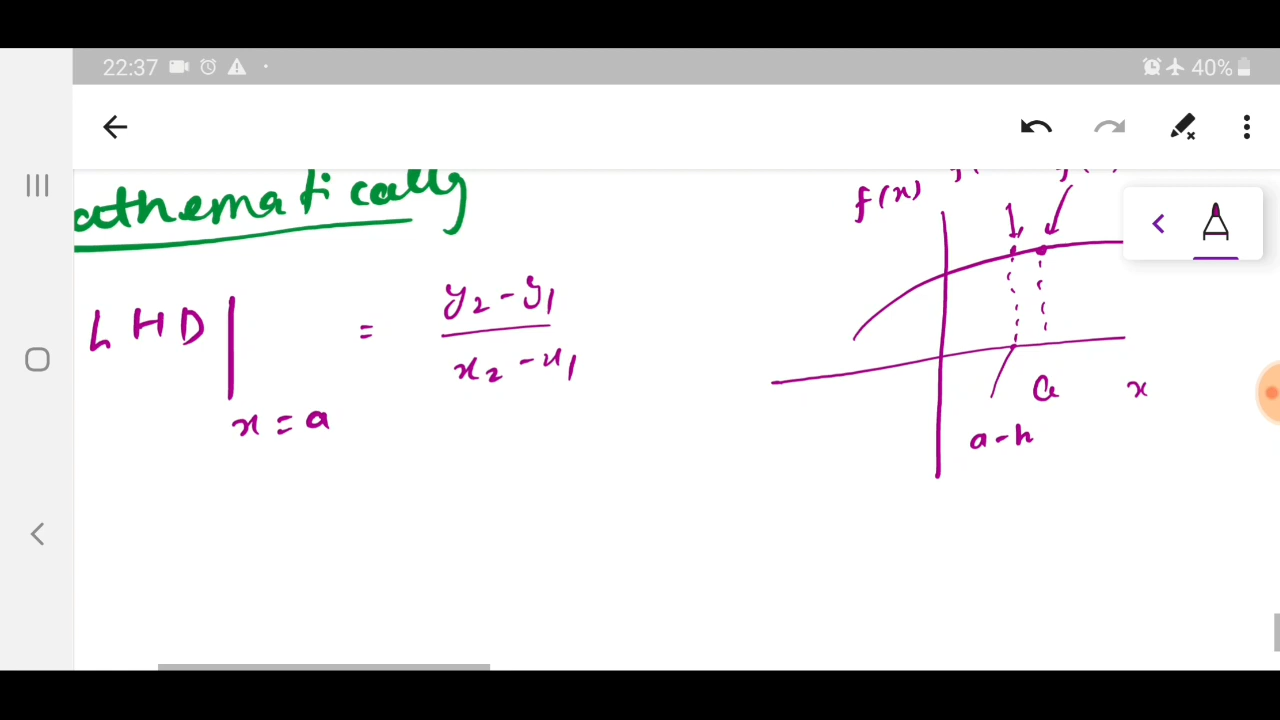 22:37
40%
athematically
f(x)
LHD | x = a = y2 - y1 / x2 - x1
a
x
a - h